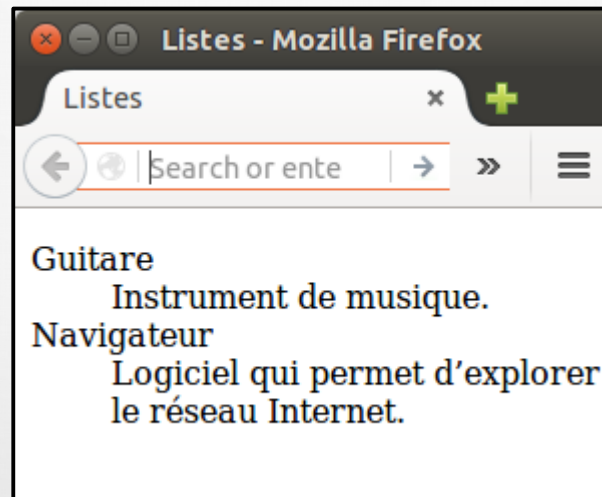 Listes - Mozilla Firefox
Listes
Search or ente
Guitare
Instrument de musique.
Navigateur
Logiciel qui permet d’explorer
le réseau Internet.